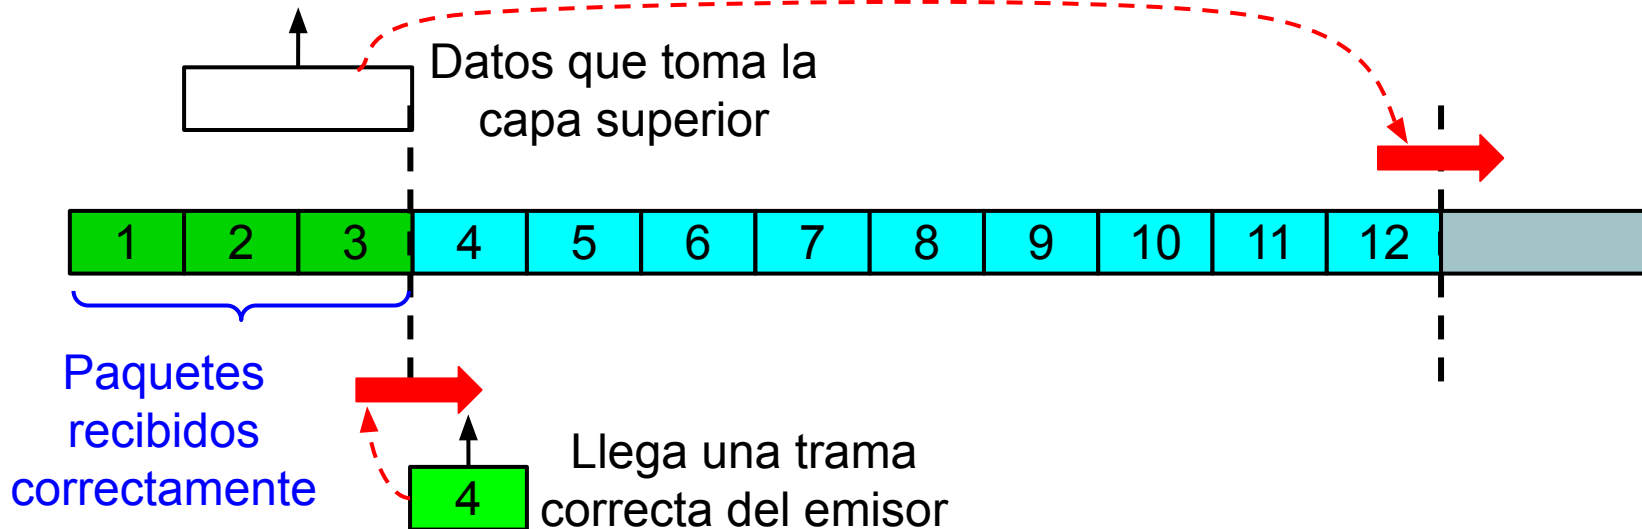 Datos que toma la
capa superior
1 2 3 4 5 6 7 8 9 10 11 12
Paquetes
recibidos
correctamente
4
Llega una trama
correcta del emisor